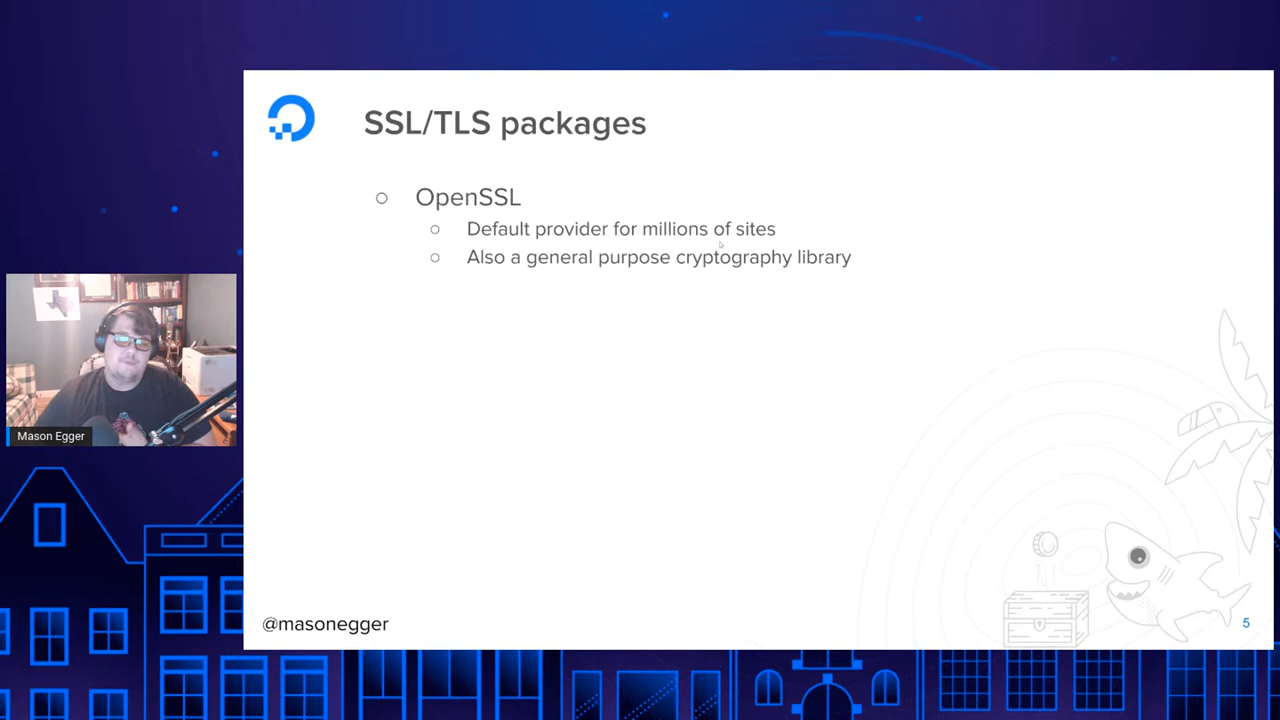 SSL/TLS packages
OpenSSL
Default provider for millions of sites
Also a general purpose cryptography library
Mason Egger
@masonegger
5